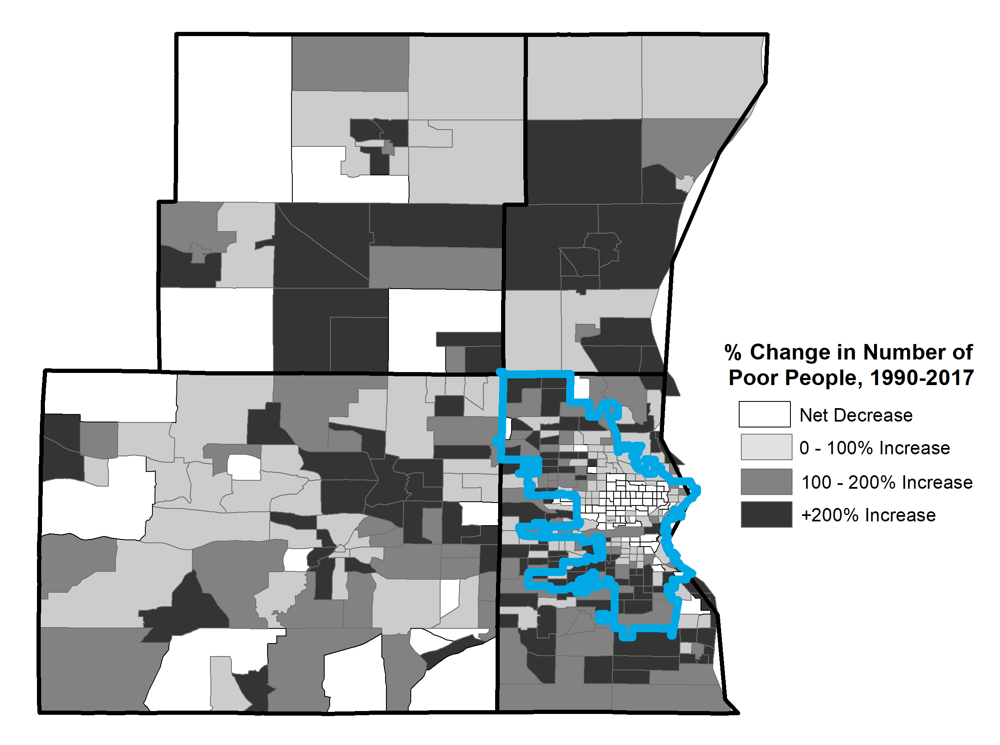 % Change in Number of
Poor People, 1990-2017
Net Decrease
0 - 100% Increase
100 - 200% Increase
+200% Increase